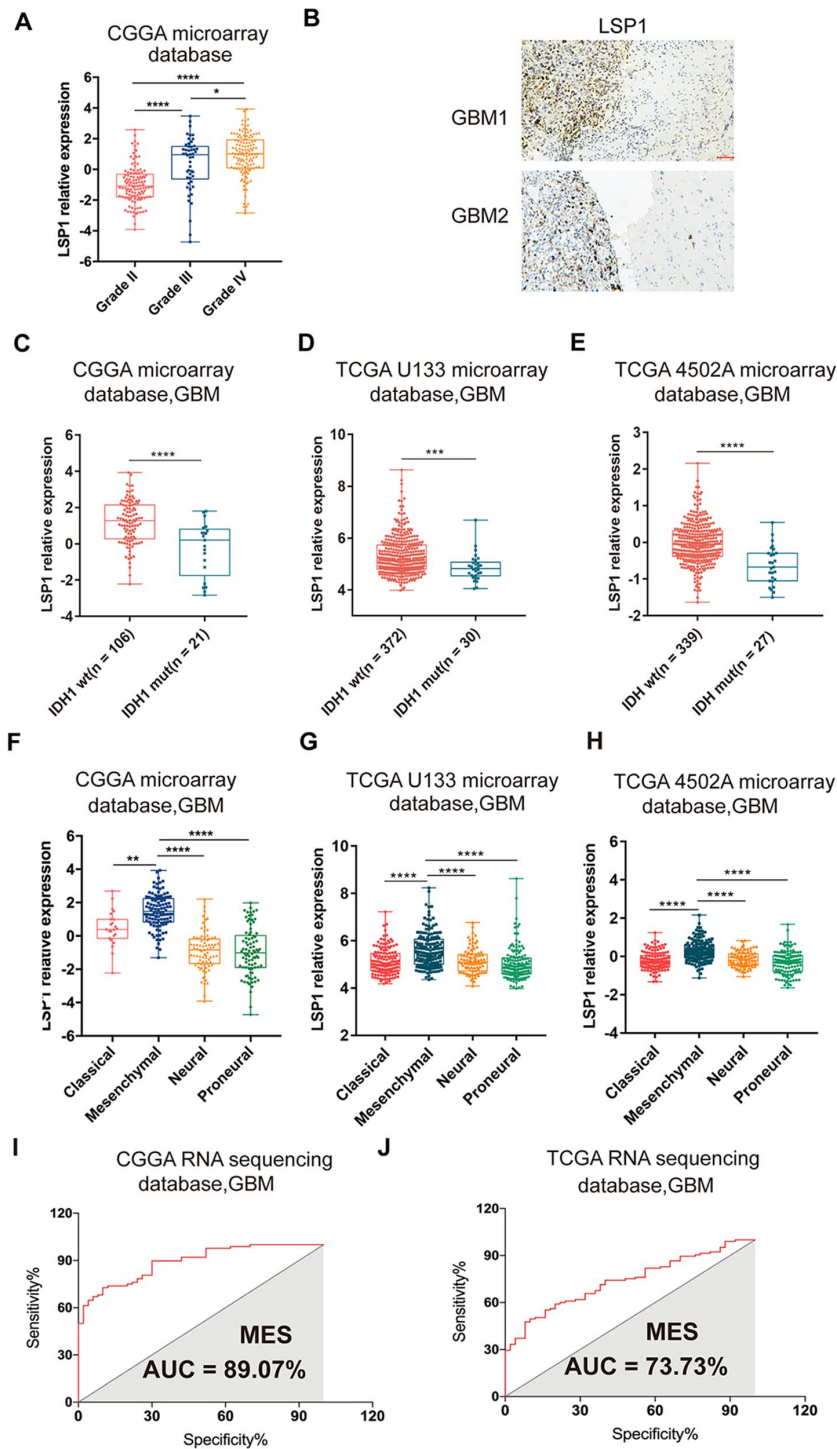 A
CGGA microarray
database
LSP1 relative expression
6
4
2
0
-2
-4
-6
****
****
*
Grade II
Grade III
Grade IV
B
LSP1
GBM1
GBM2
C
CGGA microarray
database,GBM
LSP1 relative expression
6
4
2
0
-2
-4
****
IDH1 wt(n = 106)
IDH1 mut(n = 21)
D
TCGA U133 microarray
database,GBM
LSP1 relative expression
10
8
6
4
***
IDH1 wt(n = 372)
IDH1 mut(n = 30)
E
TCGA 4502A microarray
database,GBM
LSP1 relative expression
3
2
1
0
-1
-2
****
IDH wt(n = 339)
IDH mut(n = 27)
F
CGGA microarray
database,GBM
LSP1 relative expression
6
4
2
0
-2
-4
-6
****
** ****
Classical
Mesenchymal
Neural
Proneural
G
TCGA U133 microarray
database,GBM
LSP1 relative expression
10
8
6
4
2
****
**** ****
Classical
Mesenchymal
Neural
Proneural
H
TCGA 4502A microarray
database,GBM
LSP1 relative expression
6
4
2
0
-2
-4
****
**** ****
Classical
Mesenchymal
Neural
Proneural
I
CGGA RNA sequencing
database,GBM
Sensitivity%
120
90
60
30
0
MES
AUC = 89.07%
0 30 60 90 120
Specificity%
J
TCGA RNA sequencing
database,GBM
Sensitivity%
120
90
60
30
0
MES
AUC = 73.73%
0 30 60 90 120
Specificity%